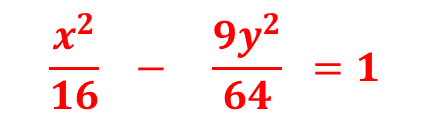 x²/16 − 9y²/64 = 1